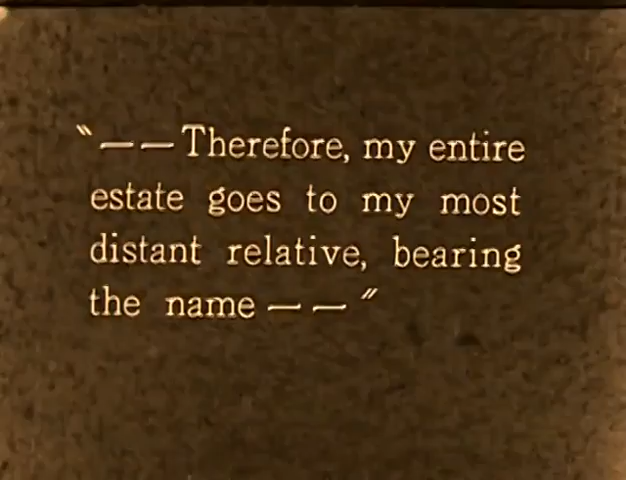 "— — Therefore, my entire
estate goes to my most
distant relative, bearing
the name — —"